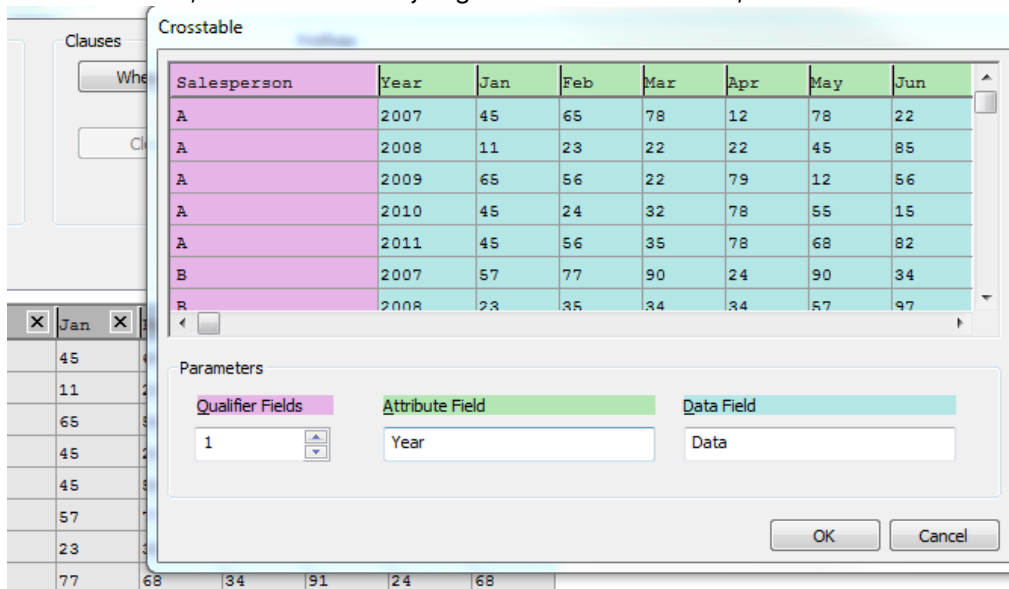 Crosstable
Clauses
Whe
Salesperson Year Jan Feb Mar Apr May Jun
A 2007 45 65 78 12 78 22
A 2008 11 23 22 22 45 85
A 2009 65 56 22 79 12 56
A 2010 45 24 32 78 55 15
A 2011 45 56 35 78 68 82
B 2007 57 77 90 24 90 34
B 2008 23 35 34 34 57 97
Parameters
Qualifier Fields Attribute Field Data Field
1 Year Data
OK Cancel
Jan
45
11
65
45
45
57
23
77 68 34 91 24 68